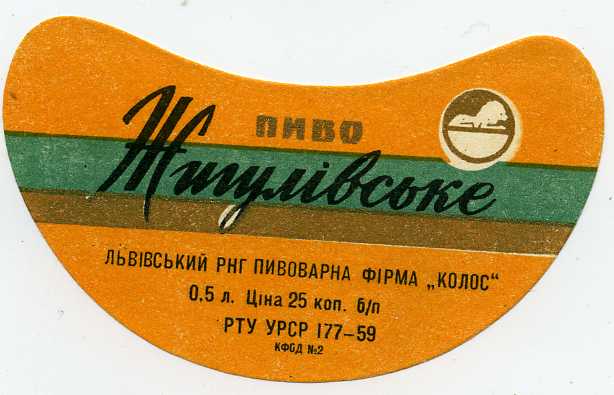 ПИВО
Жигулівське
ЛЬВІВСЬКИЙ РНГ ПИВОВАРНА ФІРМА „КОЛОС“
0,5 л. Ціна 25 коп. б/п
РТУ УРСР 177–59
КФОД №2